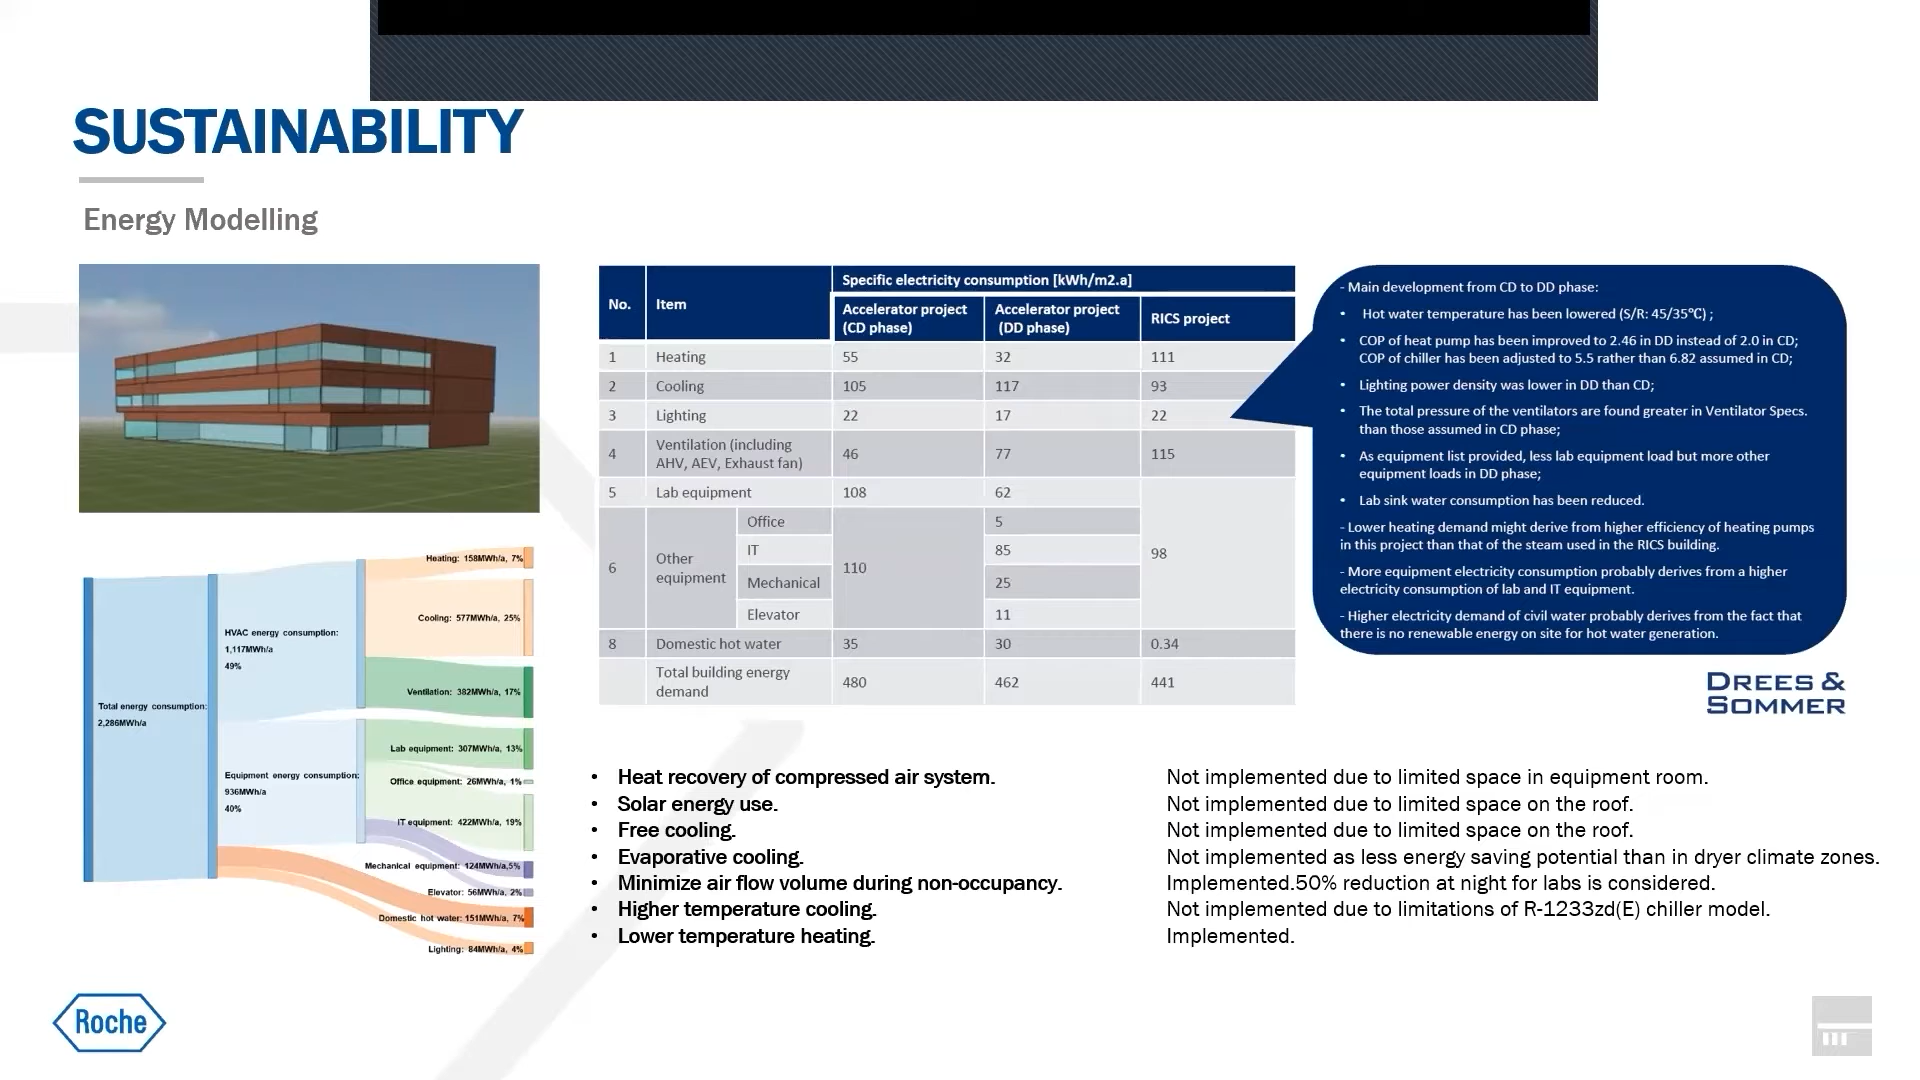 SUSTAINABILITY
Energy Modelling
No.
Item
Specific electricity consumption [kWh/m2.a]
Accelerator project
(CD phase)
Accelerator project
(DD phase)
RICS project
1 Heating 55 32 111
2 Cooling 105 117 93
3 Lighting 22 17 22
4 Ventilation (including
AHV, AEV, Exhaust fan) 46 77 115
5 Lab equipment 108 62
6 Other
equipment
Office 5
IT 85
110
98
Mechanical 25
Elevator 11
8 Domestic hot water 35 30 0.34
Total building energy
demand 480 462 441
- Main development from CD to DD phase:
• Hot water temperature has been lowered (S/R: 45/35℃) ;
• COP of heat pump has been improved to 2.46 in DD instead of 2.0 in CD;
COP of chiller has been adjusted to 5.5 rather than 6.82 assumed in CD;
• Lighting power density was lower in DD than CD;
• The total pressure of the ventilators are found greater in Ventilator Specs.
than those assumed in CD phase;
• As equipment list provided, less lab equipment load but more other
equipment loads in DD phase;
• Lab sink water consumption has been reduced.
- Lower heating demand might derive from higher efficiency of heating pumps
in this project than that of the steam used in the RICS building.
- More equipment electricity consumption probably derives from a higher
electricity consumption of lab and IT equipment.
- Higher electricity demand of civil water probably derives from the fact that
there is no renewable energy on site for hot water generation.
DREES &
SOMMER
Total energy consumption:
2,286MWh/a
HVAC energy consumption:
1,117MWh/a
49%
Equipment energy consumption:
936MWh/a
40%
Heating: 158MWh/a, 7%
Cooling: 577MWh/a, 25%
Ventilation: 382MWh/a, 17%
Lab equipment: 307MWh/a, 13%
Office equipment: 26MWh/a, 1%
IT equipment: 422MWh/a, 19%
Mechanical equipment: 124MWh/a,5%
Elevator: 56MWh/a, 2%
Domestic hot water: 151MWh/a, 7%
Lighting: 84MWh/a, 4%
• Heat recovery of compressed air system. Not implemented due to limited space in equipment room.
• Solar energy use. Not implemented due to limited space on the roof.
• Free cooling. Not implemented due to limited space on the roof.
• Evaporative cooling. Not implemented as less energy saving potential than in dryer climate zones.
• Minimize air flow volume during non-occupancy. Implemented.50% reduction at night for labs is considered.
• Higher temperature cooling. Not implemented due to limitations of R-1233zd(E) chiller model.
• Lower temperature heating. Implemented.
Roche